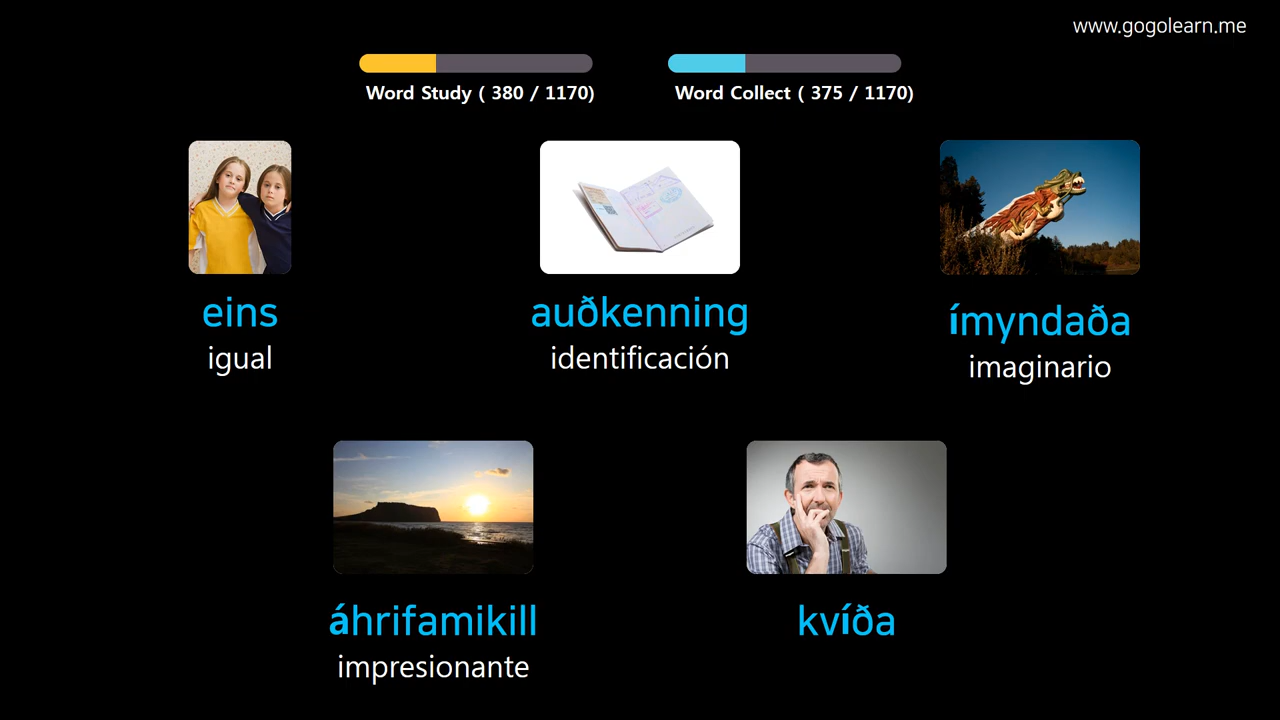 www.gogolearn.me
Word Study ( 380 / 1170)
Word Collect ( 375 / 1170)
eins
igual
auðkenning
identificación
ímyndaða
imaginario
áhrifamikill
impresionante
kvíða